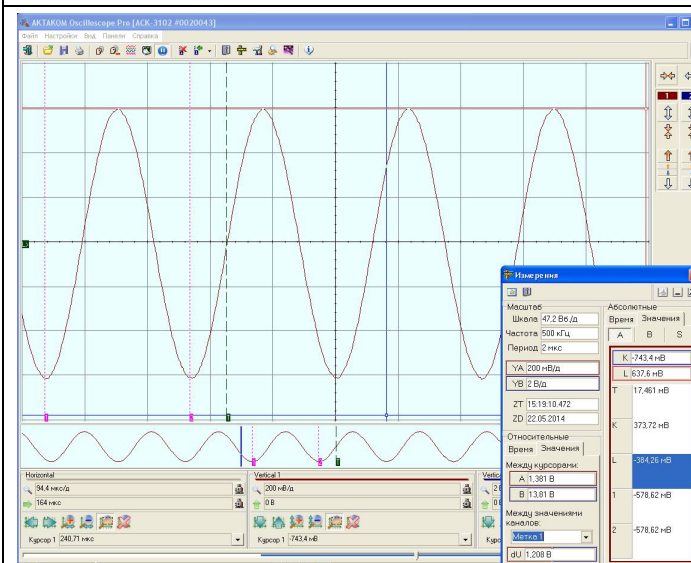 АКТАКОМ Oscilloscope Pro [АСК-3102 #0020043]
Файл Настройки Вид Панели Справка
1
Измерения
Масштаб
Шкала 47,2 Вб./д
Частота 500 кГц
Период 2 мкс
YA 200 мВ/д
YB 2 В/д
ZT 15:19:10.472
ZD 22.05.2014
Относительные
Время Значения
Между курсорами:
A 1,381 В
B 13,81 В
Между значениями
каналов:
Метка 1
dU 1,208 В
Абсолютные
Время Значения
A B S
K -743,4 мВ
L 637,6 мВ
T 17,461 мВ
K 373,72 мВ
L -384,26 мВ
1 -578,62 мВ
2 -578,62 мВ
Horizontal
94,4 мкс/д
164 мкс
Курсор 1 240,71 мкс
Vertical 1
200 мВ/д
0 В
Курсор 1 -743,4 мВ